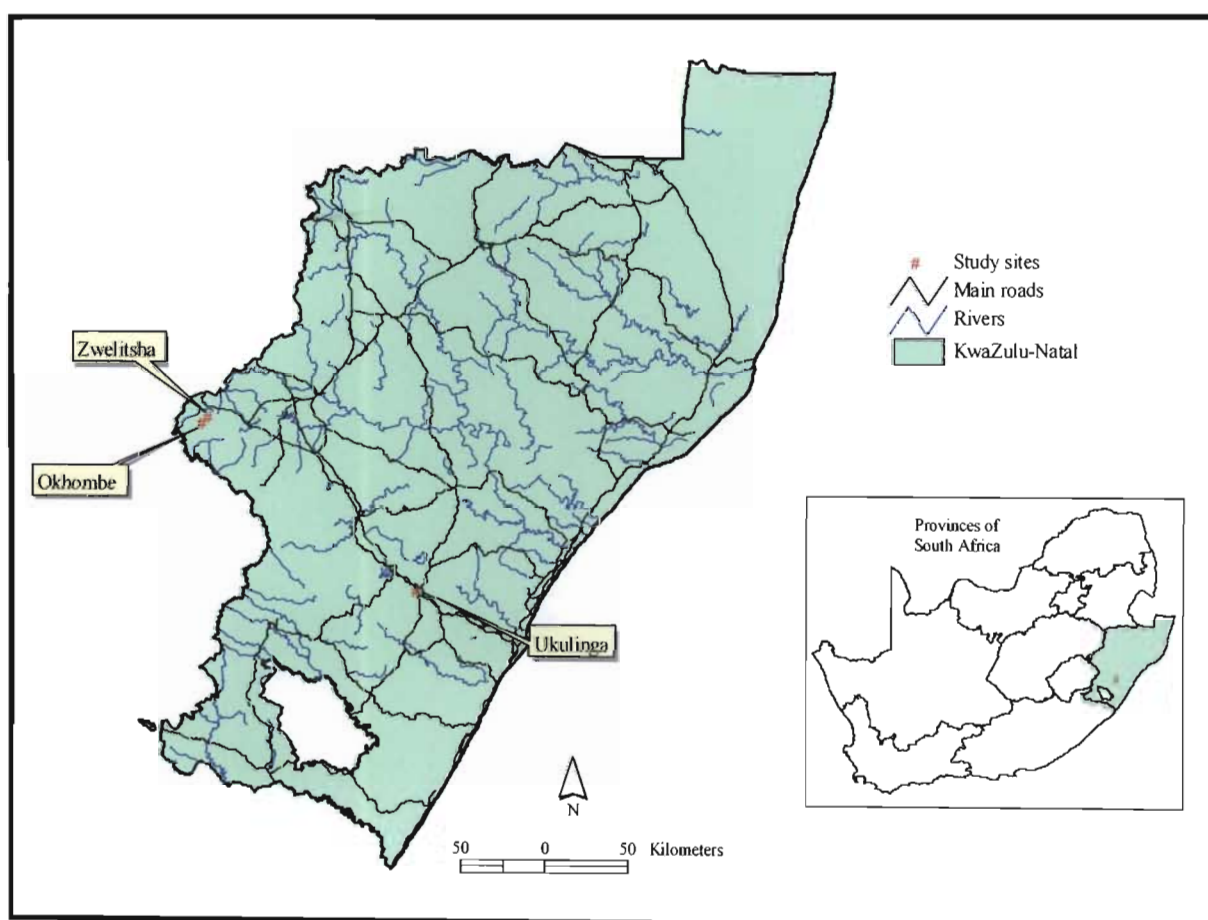 Zwelitsha
Okhombe
Ukulinga
# Study sites
Main roads
Rivers
KwaZulu-Natal
Provinces of
South Africa
N
50 0 50 Kilometers